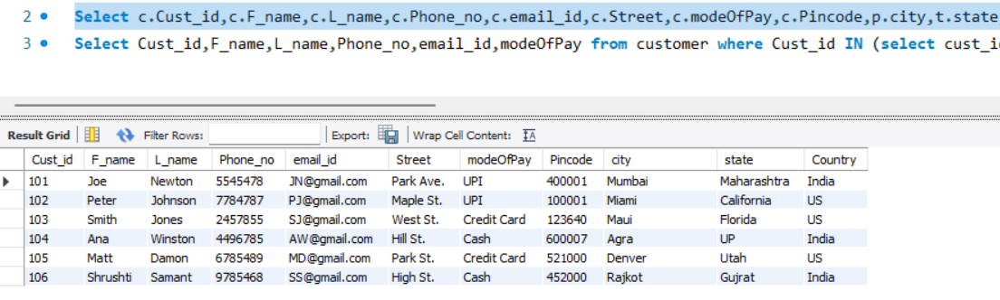 2 Select c.Cust_id,c.F_name,c.L_name,c.Phone_no,c.email_id,c.Street,c.modeOfPay,c.Pincode,p.city,t.state
3 Select Cust_id,F_name,L_name,Phone_no,email_id,modeOfPay from customer where Cust_id IN (select cust_i
Result Grid Filter Rows: Export: Wrap Cell Content: IA
Cust_id F_name L_name Phone_no email_id Street modeOfPay Pincode city state Country
101 Joe Newton 5545478 JN@gmail.com Park Ave. UPI 400001 Mumbai Maharashtra India
102 Peter Johnson 7784787 PJ@gmail.com Maple St. UPI 100001 Miami California US
103 Smith Jones 2457855 SJ@gmail.com West St. Credit Card 123640 Maui Florida US
104 Ana Winston 4496785 AW@gmail.com Hill St. Cash 600007 Agra UP India
105 Matt Damon 6785489 MD@gmail.com Park St. Credit Card 521000 Denver Utah US
106 Shrushti Samant 9785468 SS@gmail.com High St. Cash 452000 Rajkot Gujrat India